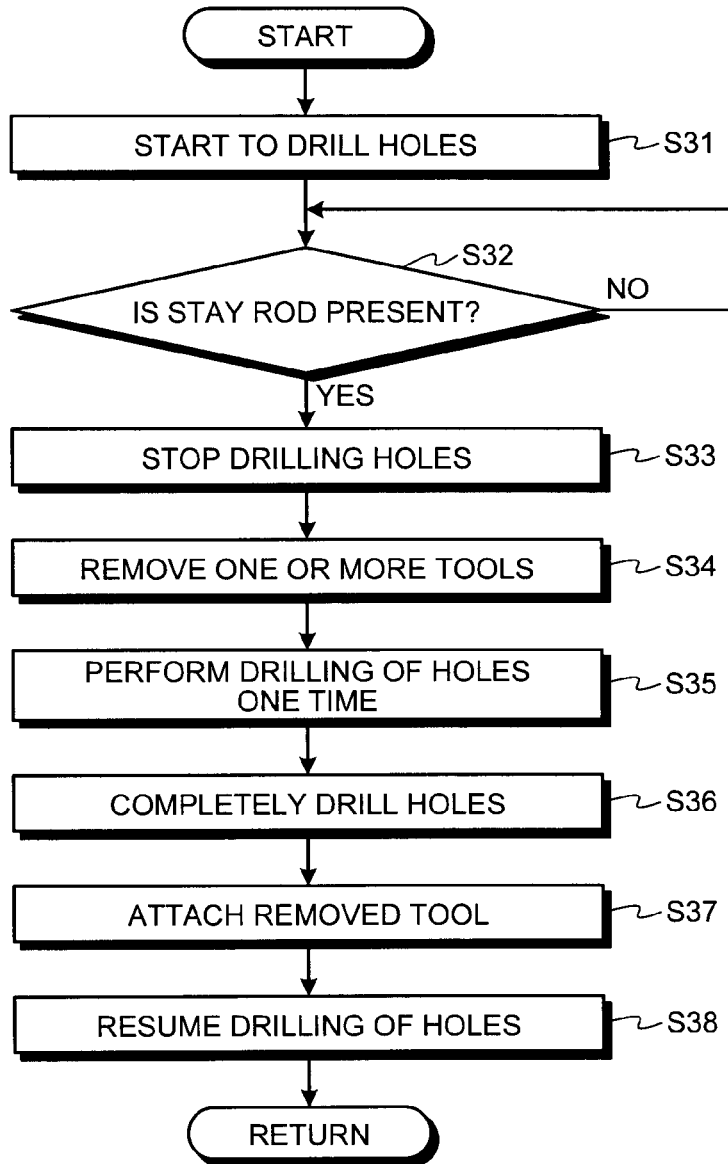 START
START TO DRILL HOLES
S31
S32
IS STAY ROD PRESENT?
NO
YES
STOP DRILLING HOLES
S33
REMOVE ONE OR MORE TOOLS
S34
PERFORM DRILLING OF HOLES
ONE TIME
S35
COMPLETELY DRILL HOLES
S36
ATTACH REMOVED TOOL
S37
RESUME DRILLING OF HOLES
S38
RETURN